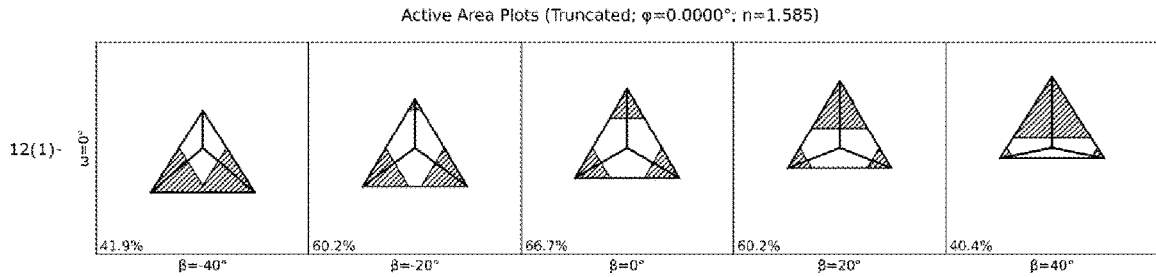 Active Area Plots (Truncated; φ=0.0000°; n=1.585)
12(1)-
ω=0°
41.9%
60.2%
66.7%
60.2%
40.4%
β=-40°
β=-20°
β=0°
β=20°
β=40°